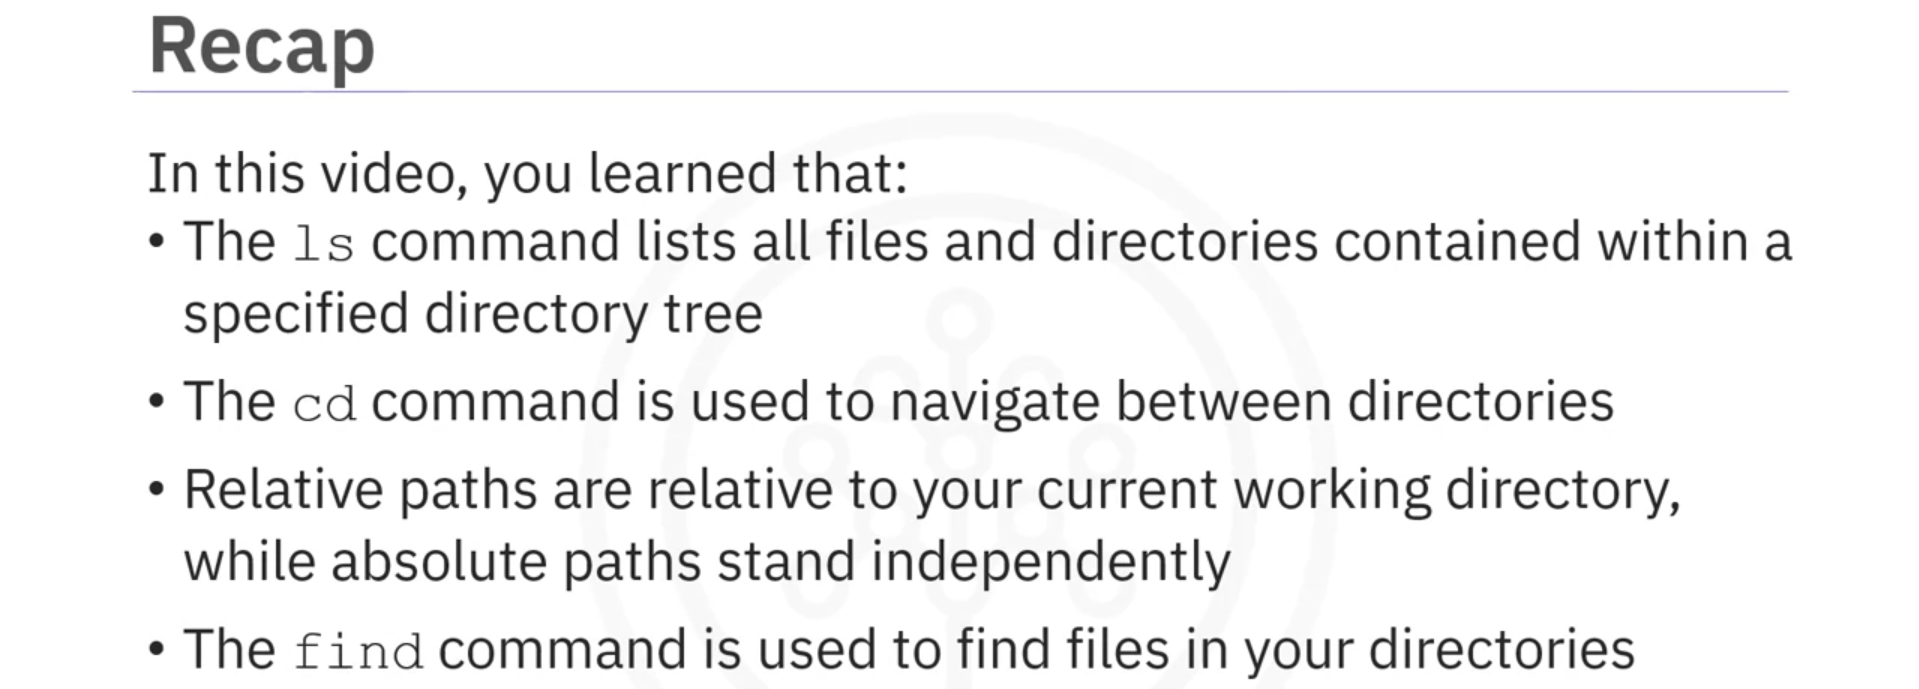 Recap
In this video, you learned that:
• The ls command lists all files and directories contained within a
specified directory tree
• The cd command is used to navigate between directories
• Relative paths are relative to your current working directory,
while absolute paths stand independently
• The find command is used to find files in your directories